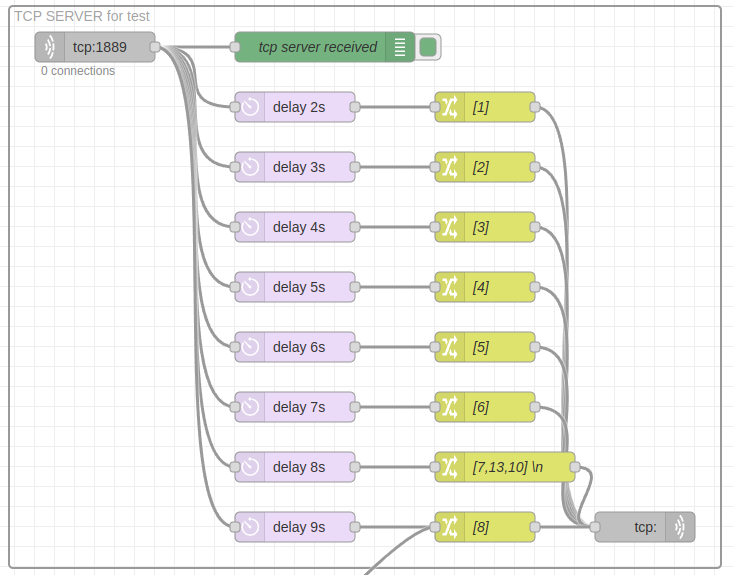 TCP SERVER for test
tcp:1889
tcp server received
0 connections
delay 2s
[1]
delay 3s
[2]
delay 4s
[3]
delay 5s
[4]
delay 6s
[5]
delay 7s
[6]
delay 8s
[7,13,10] \n
delay 9s
[8]
tcp: